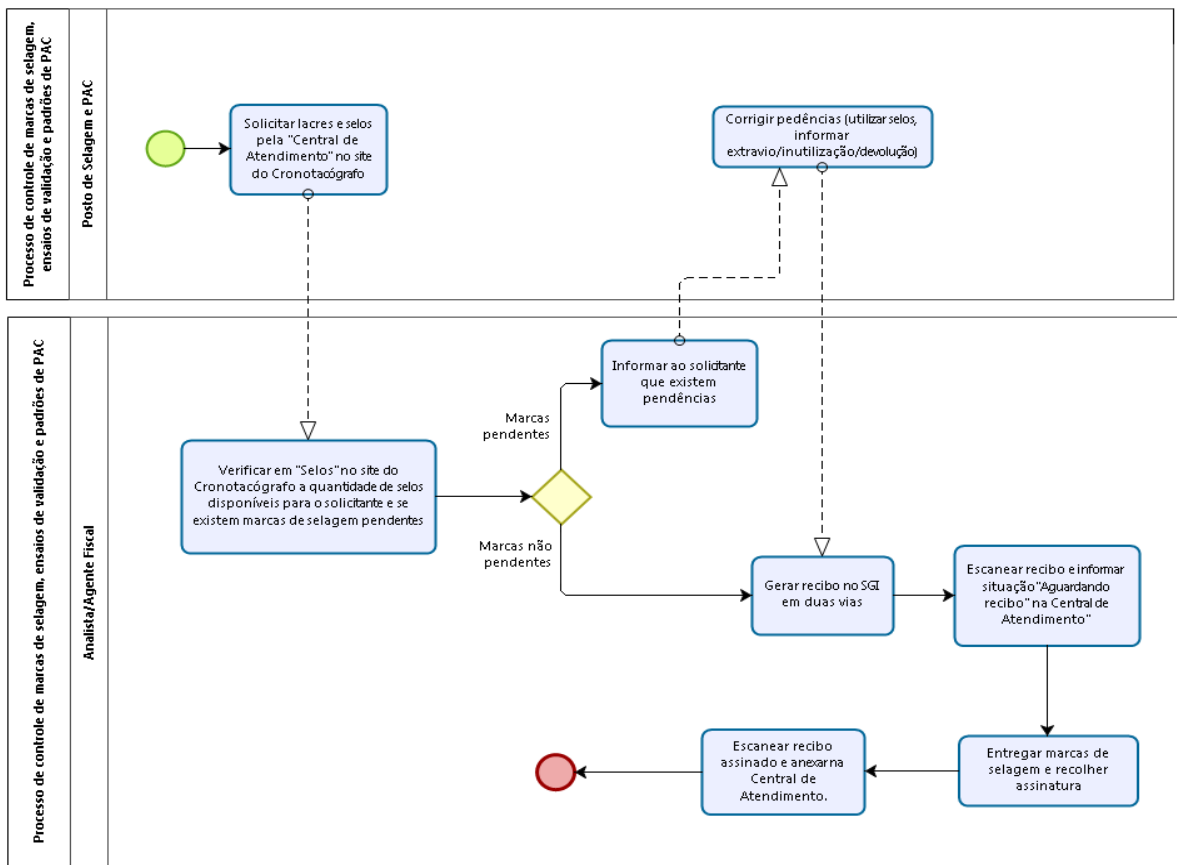 Processo de controle de marcas de selagem,
ensaios de validação e padrões de PAC
Posto de Selagem e PAC
Solicitar lacres e selos
pela "Central de
Atendimento" no site
do Cronotacógrafo
Corrigir pedências (utilizar selos,
informar
extravio/inutilização/devolução)
Processo de controle de marcas de selagem, ensaios de validação e padrões de PAC
Analista/Agente Fiscal
Informar ao solicitante
que existem
pendências
Marcas
pendentes
Verificar em "Selos" no site do
Cronotacógrafo a quantidade de selos
disponíveis para o solicitante e se
existem marcas de selagem pendentes
Marcas não
pendentes
Gerar recibo no SGI
em duas vias
Escanear recibo e informar
situação "Aguardando
recibo" na Central de
Atendimento"
Entregar marcas de
selagem e recolher
assinatura
Escanear recibo
assinado e anexar na
Central de
Atendimento.